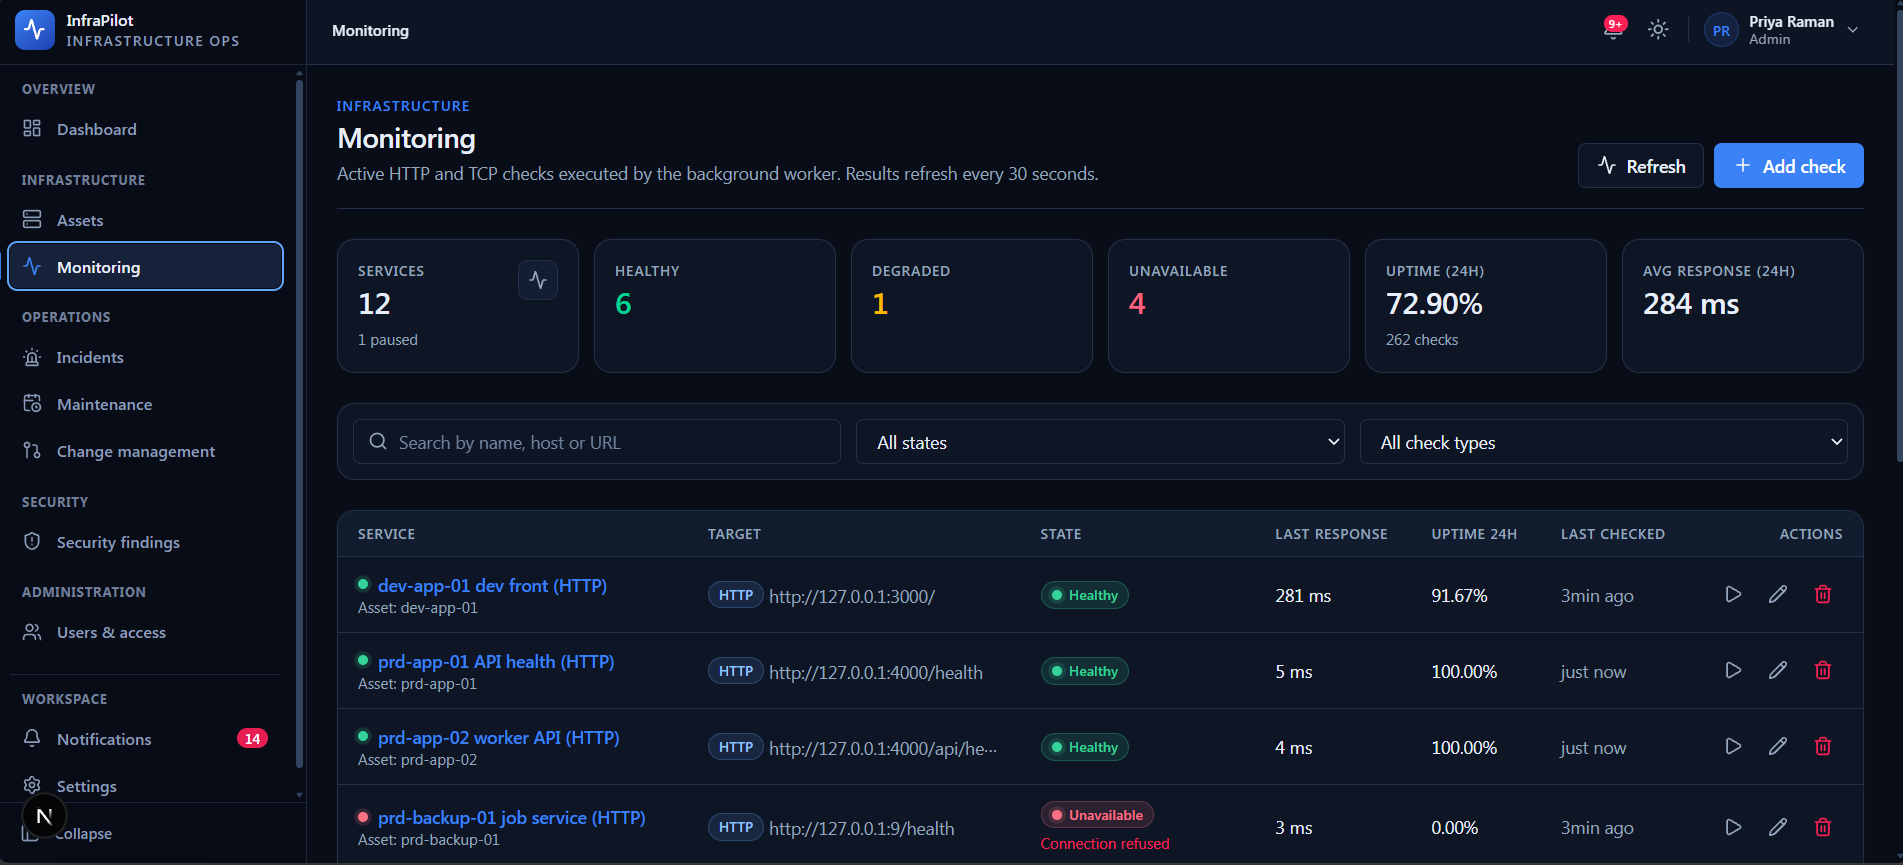 InfraPilot
INFRASTRUCTURE OPS
OVERVIEW
Dashboard
INFRASTRUCTURE
Assets
Monitoring
OPERATIONS
Incidents
Maintenance
Change management
SECURITY
Security findings
ADMINISTRATION
Users & access
WORKSPACE
Notifications 14
Settings
N
Collapse
Monitoring
9+
PR
Priya Raman
Admin
INFRASTRUCTURE
Monitoring
Active HTTP and TCP checks executed by the background worker. Results refresh every 30 seconds.
Refresh
Add check
SERVICES
12
1 paused
HEALTHY
6
DEGRADED
1
UNAVAILABLE
4
UPTIME (24H)
72.90%
262 checks
AVG RESPONSE (24H)
284 ms
Search by name, host or URL
All states
All check types
SERVICE TARGET STATE LAST RESPONSE UPTIME 24H LAST CHECKED ACTIONS
dev-app-01 dev front (HTTP) HTTP http://127.0.0.1:3000/ Healthy 281 ms 91.67% 3min ago
Asset: dev-app-01
prd-app-01 API health (HTTP) HTTP http://127.0.0.1:4000/health Healthy 5 ms 100.00% just now
Asset: prd-app-01
prd-app-02 worker API (HTTP) HTTP http://127.0.0.1:4000/api/he... Healthy 4 ms 100.00% just now
Asset: prd-app-02
prd-backup-01 job service (HTTP) HTTP http://127.0.0.1:9/health Unavailable 3 ms 0.00% 3min ago
Asset: prd-backup-01 Connection refused